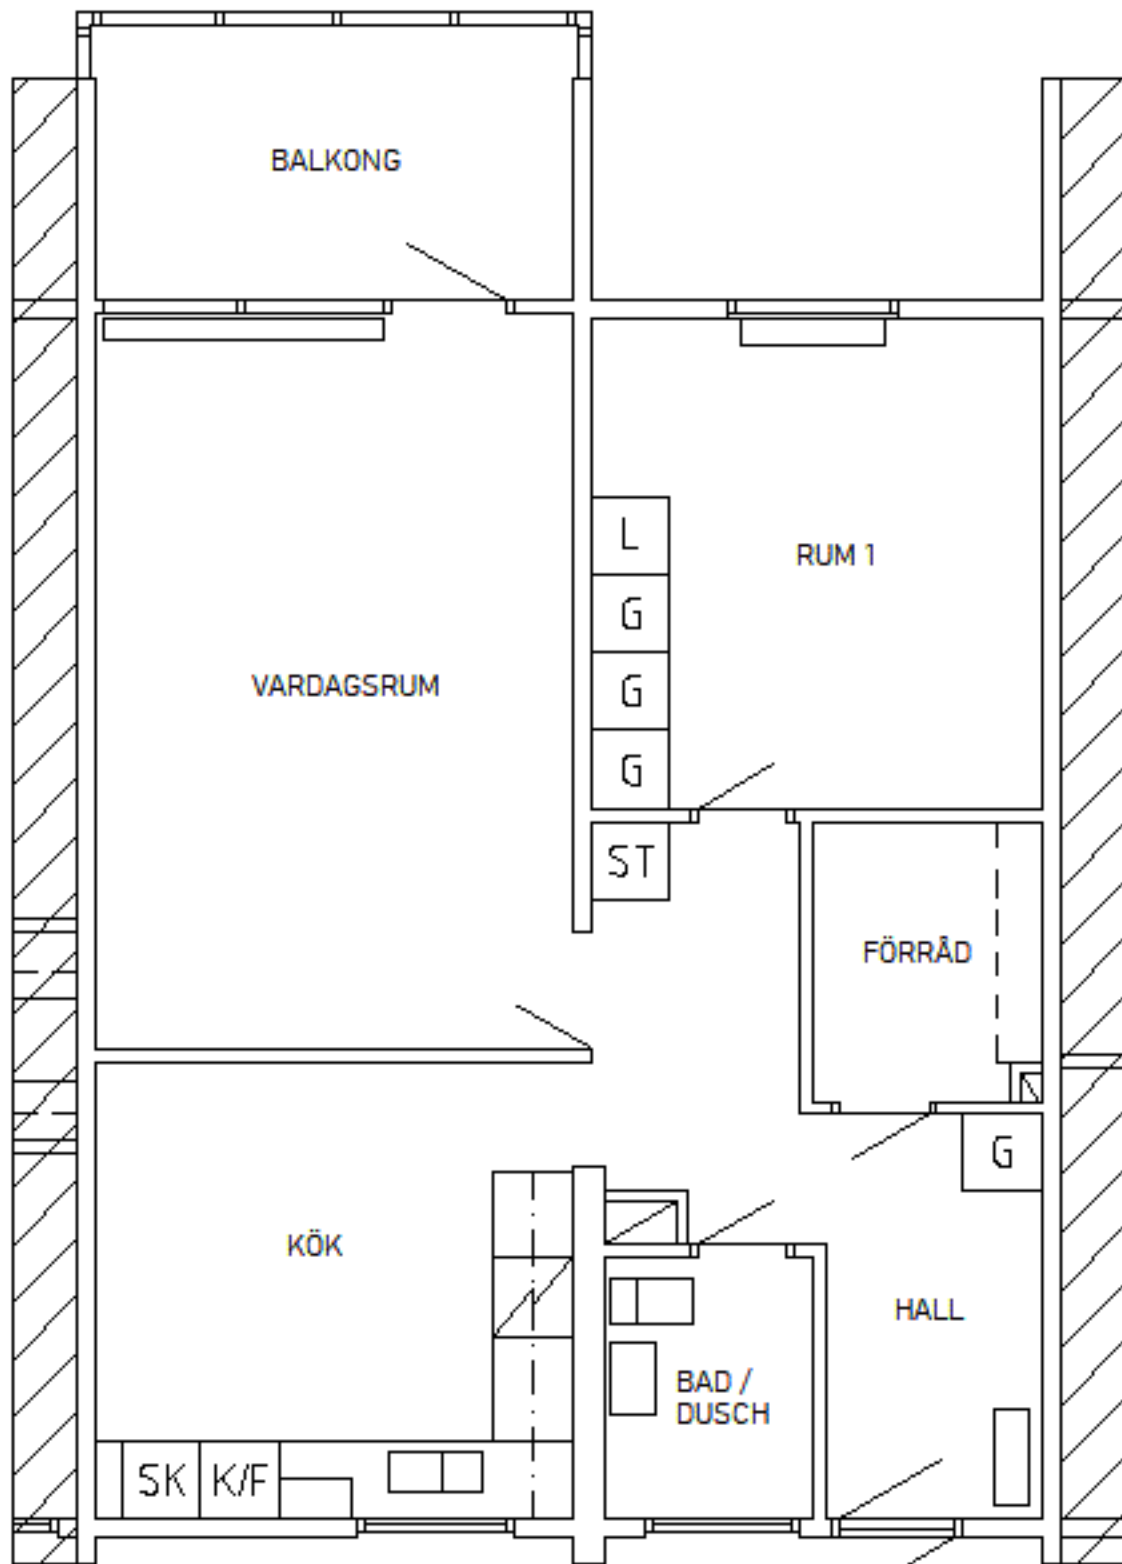 BALKONG
L
RUM 1
G
VARDAGSRUM
G
G
ST
FÖRRÅD
G
KÖK
HALL
BAD /
DUSCH
SK
K/F